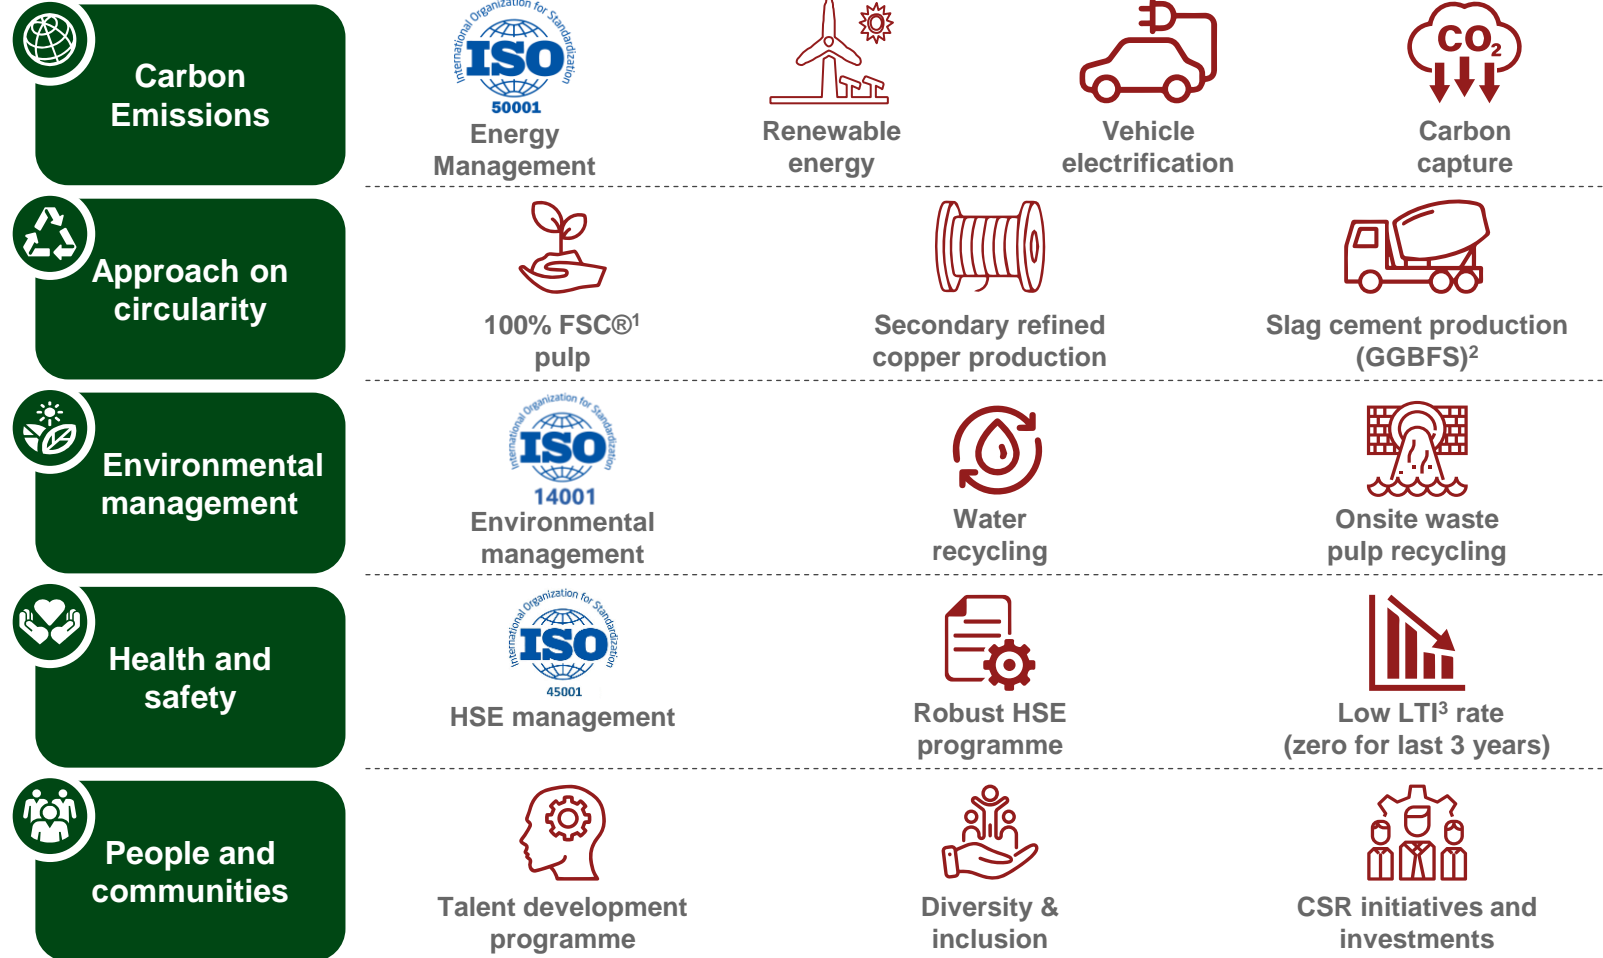 Carbon
Emissions
International Organization for Standardization
ISO
50001
Energy
Management
Renewable
energy
Vehicle
electrification
CO₂
Carbon
capture
Approach on
circularity
100% FSC®¹
pulp
Secondary refined
copper production
Slag cement production
(GGBFS)²
Environmental
management
International Organization for Standardization
ISO
14001
Environmental
management
Water
recycling
Onsite waste
pulp recycling
Health and
safety
International Organization for Standardization
ISO
45001
HSE management
Robust HSE
programme
Low LTI³ rate
(zero for last 3 years)
People and
communities
Talent development
programme
Diversity &
inclusion
CSR initiatives and
investments